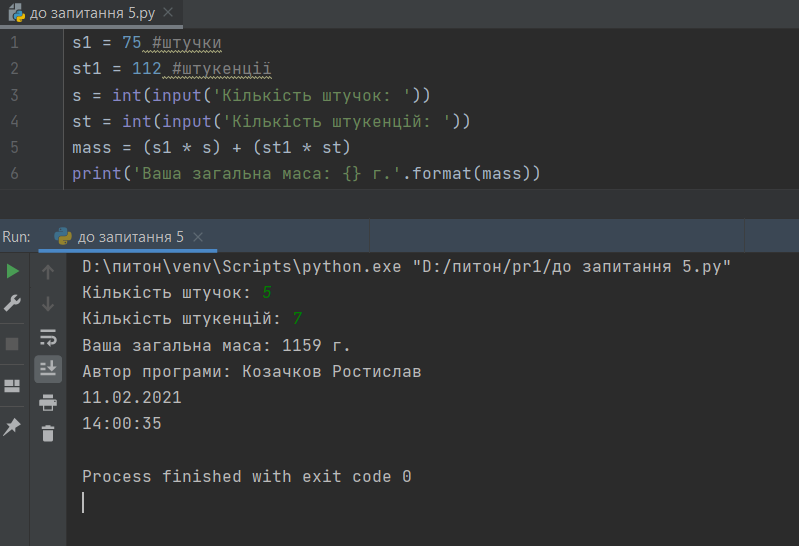 до запитання 5.py
1 s1 = 75 #штучки
2 st1 = 112 #штукенції
3 s = int(input('Кількість штучок: '))
4 st = int(input('Кількість штукенцій: '))
5 mass = (s1 * s) + (st1 * st)
6 print('Ваша загальна маса: {} г.'.format(mass))
Run: до запитання 5
D:\питон\venv\Scripts\python.exe "D:/питон/pr1/до запитання 5.py"
Кількість штучок: 5
Кількість штукенцій: 7
Ваша загальна маса: 1159 г.
Автор програми: Козачков Ростислав
11.02.2021
14:00:35
Process finished with exit code 0